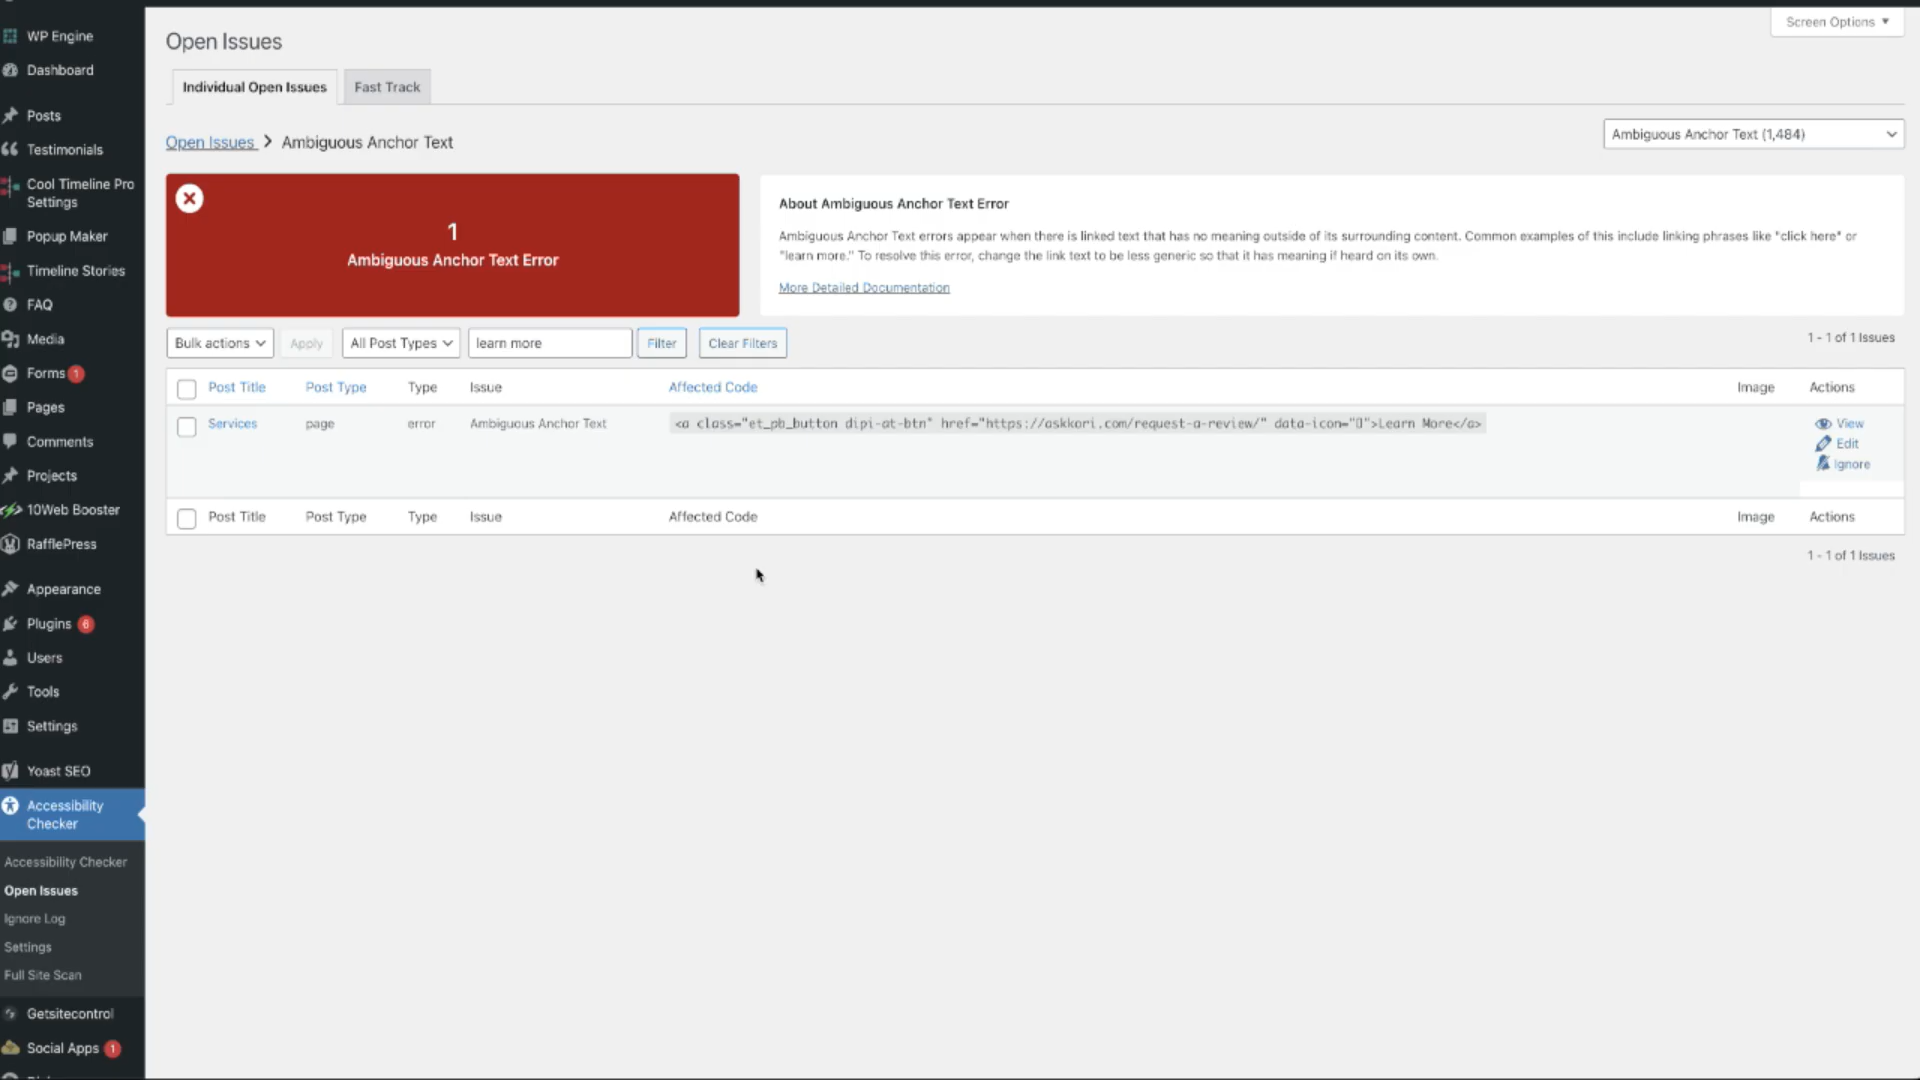 Screen Options ▼
WP Engine
Dashboard
Posts
Testimonials
Cool Timeline Pro
Settings
Popup Maker
Timeline Stories
FAQ
Media
Forms 1
Pages
Comments
Projects
10Web Booster
RafflePress
Appearance
Plugins 6
Users
Tools
Settings
Yoast SEO
Accessibility
Checker
Accessibility Checker
Open Issues
Ignore Log
Settings
Full Site Scan
Getsitecontrol
Social Apps 1
Open Issues
Individual Open Issues Fast Track
Open Issues > Ambiguous Anchor Text
Ambiguous Anchor Text (1,484)
1
Ambiguous Anchor Text Error
About Ambiguous Anchor Text Error
Ambiguous Anchor Text errors appear when there is linked text that has no meaning outside of its surrounding content. Common examples of this include linking phrases like "click here" or
"learn more." To resolve this error, change the link text to be less generic so that it has meaning if heard on its own.
More Detailed Documentation
Bulk actions Apply All Post Types learn more Filter Clear Filters
1 - 1 of 1 Issues
Post Title Post Type Type Issue Affected Code Image Actions
Services page error Ambiguous Anchor Text <a class="et_pb_button dipi-at-btn" href="https://askkori.com/request-a-review/" data-icon="0">Learn More</a> View
Edit
Ignore
Post Title Post Type Type Issue Affected Code Image Actions
1 - 1 of 1 Issues